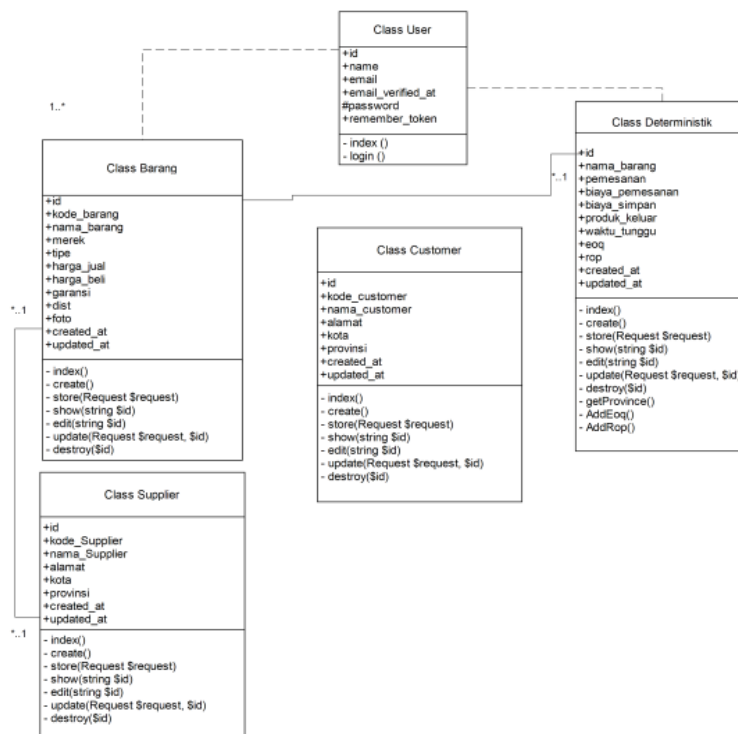 Class User
+id
+name
+email
+email_verified_at
#password
+remember_token
- index ()
- login ()
1..*
Class Barang
+id
+kode_barang
+nama_barang
+merek
+tipe
+harga_jual
+harga_beli
+garansi
+dist
+foto
+created_at
+updated_at
- index()
- create()
- store(Request $request)
- show(string $id)
- edit(string $id)
- update(Request $request, $id)
- destroy($id)
*..1
Class Deterministik
+id
+nama_barang
+pemesanan
+biaya_pemesanan
+biaya_simpan
+produk_keluar
+waktu_tunggu
+eoq
+rop
+created_at
+updated_at
- index()
- create()
- store(Request $request)
- show(string $id)
- edit(string $id)
- update(Request $request, $id)
- destroy($id)
- getProvince()
- AddEoq()
- AddRop()
*..1
Class Customer
+id
+kode_customer
+nama_customer
+alamat
+kota
+provinsi
+created_at
+updated_at
- index()
- create()
- store(Request $request)
- show(string $id)
- edit(string $id)
- update(Request $request, $id)
- destroy($id)
Class Supplier
+id
+kode_Supplier
+nama_Supplier
+alamat
+kota
+provinsi
+created_at
+updated_at
- index()
- create()
- store(Request $request)
- show(string $id)
- edit(string $id)
- update(Request $request, $id)
- destroy($id)
*..1